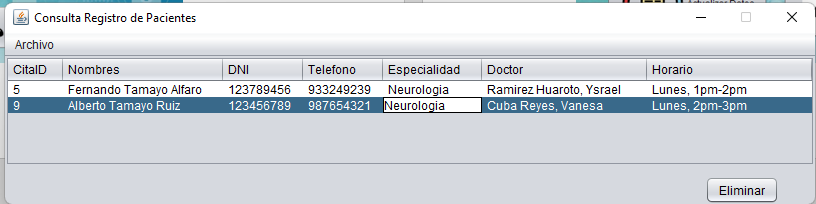 Actualizar Datos
Consulta Registro de Pacientes
Archivo
CitaID Nombres DNI Telefono Especialidad Doctor Horario
5 Fernando Tamayo Alfaro 123789456 933249239 Neurologia Ramirez Huaroto, Ysrael Lunes, 1pm-2pm
9 Alberto Tamayo Ruiz 123456789 987654321 Neurologia Cuba Reyes, Vanesa Lunes, 2pm-3pm
Eliminar